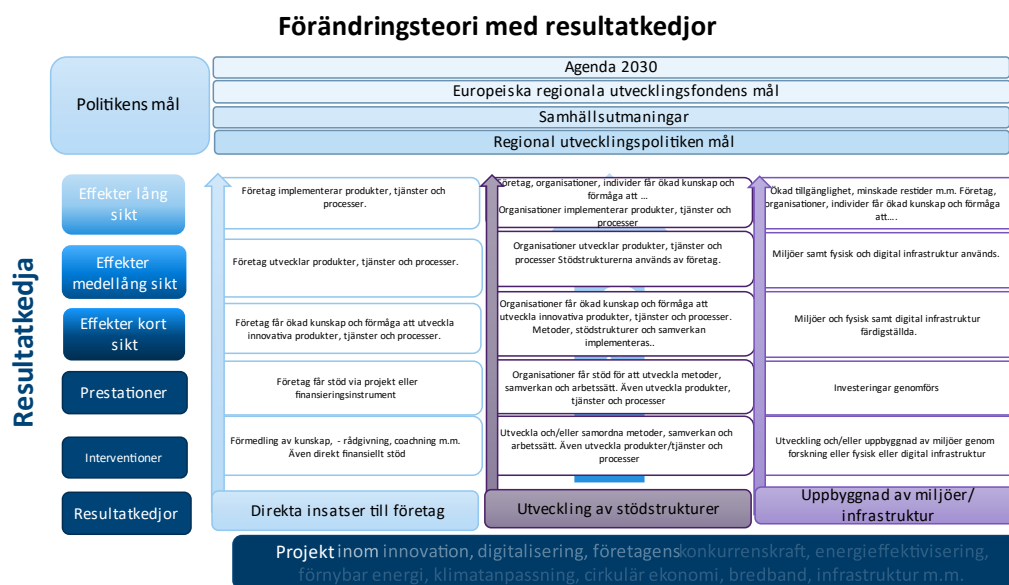 Förändringsteori med resultatkedjor
Politikens mål
Agenda 2030
Europeiska regionala utvecklingsfondens mål
Samhällsutmaningar
Regional utvecklingspolitiken mål
Resultatkedja
Effekter lång
sikt
Företag implementerar produkter, tjänster och
processer.
Företag, organisationer, individer får ökad kunskap och
förmåga att ...
Organisationer implementerar produkter, tjänster och
processer
Ökad tillgänglighet, minskade restider m.m. Företag,
organisationer, individer får ökad kunskap och förmåga
att....
Effekter
medellång sikt
Företag utvecklar produkter, tjänster och processer.
Organisationer utvecklar produkter, tjänster och
processer Stödstrukturerna används av företag.
Miljöer samt fysisk och digital infrastruktur används.
Effekter kort
sikt
Företag får ökad kunskap och förmåga att utveckla
innovativa produkter, tjänster och processer.
Organisationer får ökad kunskap och förmåga att
utveckla innovativa produkter, tjänster och processer.
Metoder, stödstrukturer och samverkan
implementeras..
Miljöer och fysisk samt digital infrastruktur
färdigställda.
Prestationer
Företag får stöd via projekt eller
finansieringsinstrument
Organisationer får stöd för att utveckla metoder,
samverkan och arbetssätt. Även utveckla produkter,
tjänster och processer
Investeringar genomförs
Interventioner
Förmedling av kunskap, - rådgivning, coachning m.m.
Även direkt finansiellt stöd
Utveckla och/eller samordna metoder, samverkan och
arbetssätt. Även utveckla produkter/tjänster och
processer
Utveckling och/eller uppbyggnad av miljöer genom
forskning eller fysisk eller digital infrastruktur
Resultatkedjor
Direkta insatser till företag
Utveckling av stödstrukturer
Uppbyggnad av miljöer/
infrastruktur
Projekt inom innovation, digitalisering, företagens konkurrenskraft, energieffektivisering,
förnybar energi, klimatanpassning, cirkulär ekonomi, bredband, infrastruktur m.m.